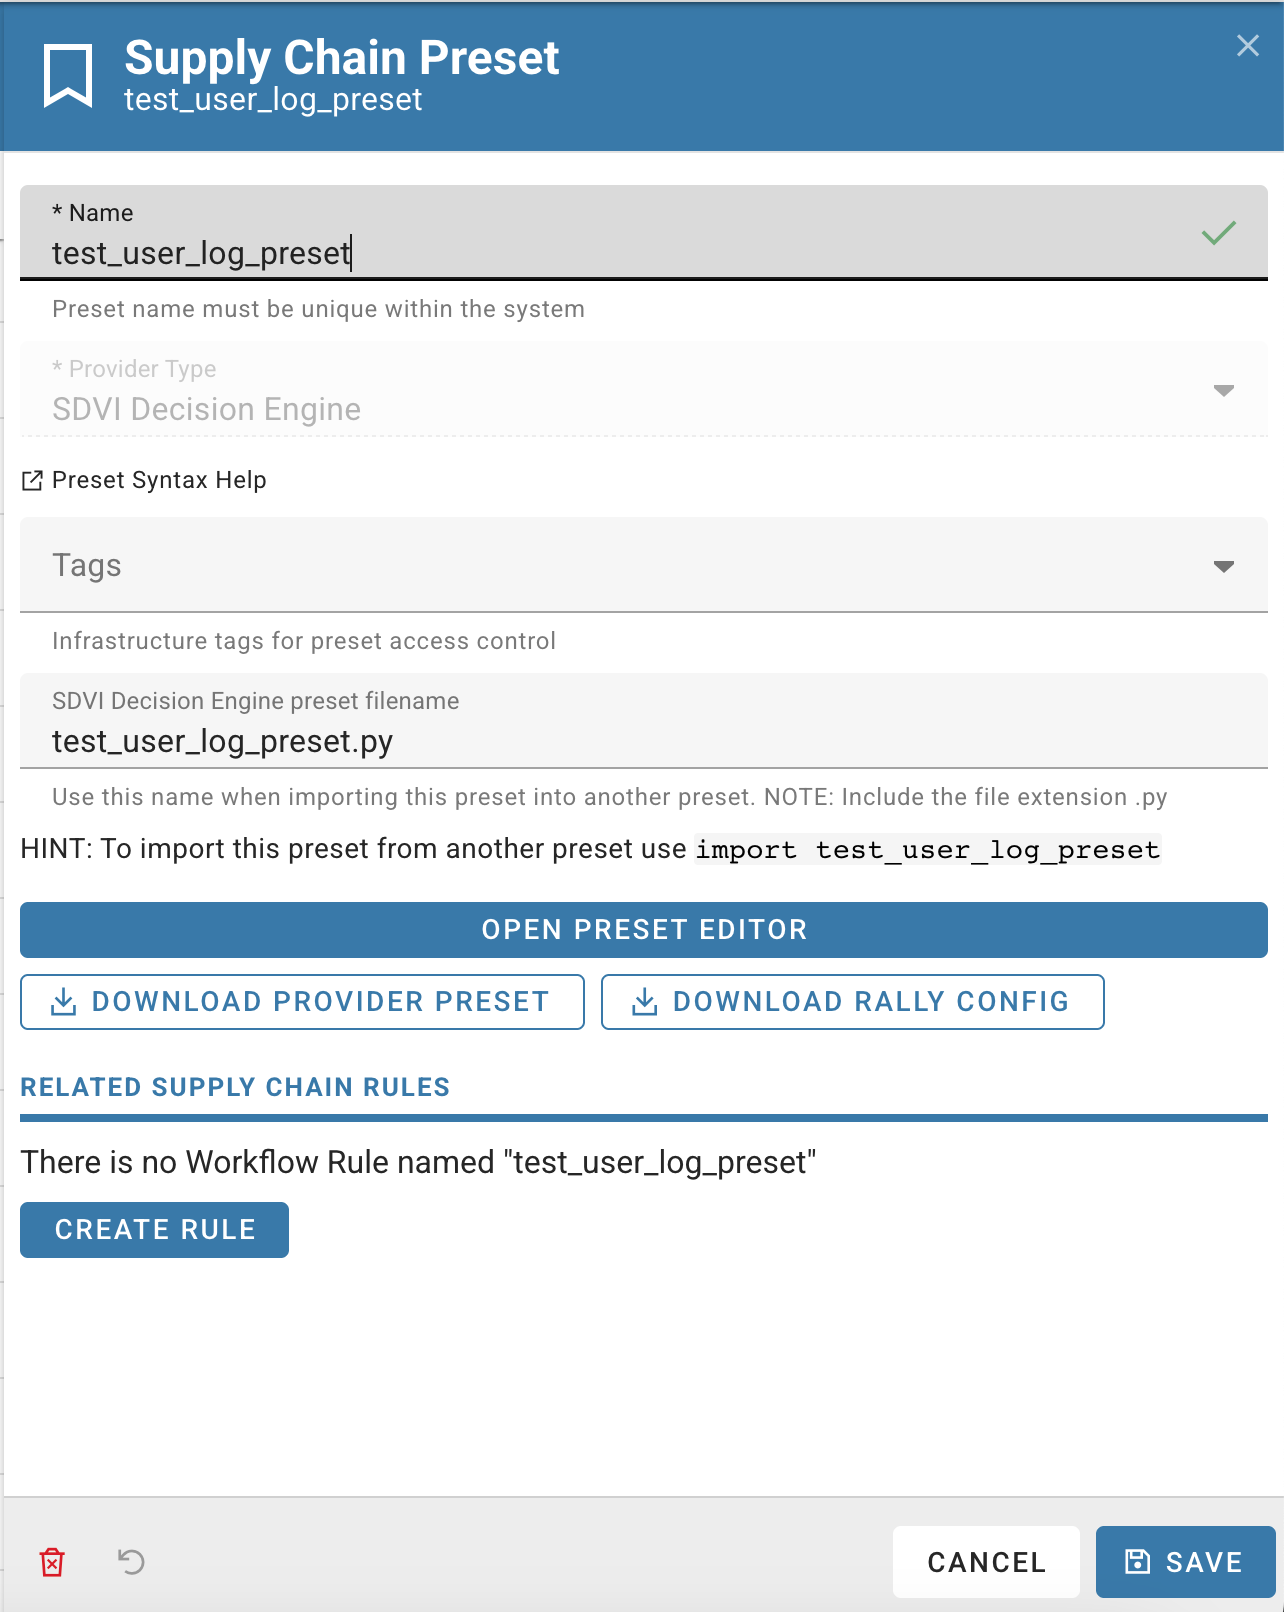 Supply Chain Preset
test_user_log_preset
* Name
test_user_log_preset
Preset name must be unique within the system
* Provider Type
SDVI Decision Engine
Preset Syntax Help
Tags
Infrastructure tags for preset access control
SDVI Decision Engine preset filename
test_user_log_preset.py
Use this name when importing this preset into another preset. NOTE: Include the file extension .py
HINT: To import this preset from another preset use import test_user_log_preset
OPEN PRESET EDITOR
DOWNLOAD PROVIDER PRESET
DOWNLOAD RALLY CONFIG
RELATED SUPPLY CHAIN RULES
There is no Workflow Rule named "test_user_log_preset"
CREATE RULE
CANCEL
SAVE